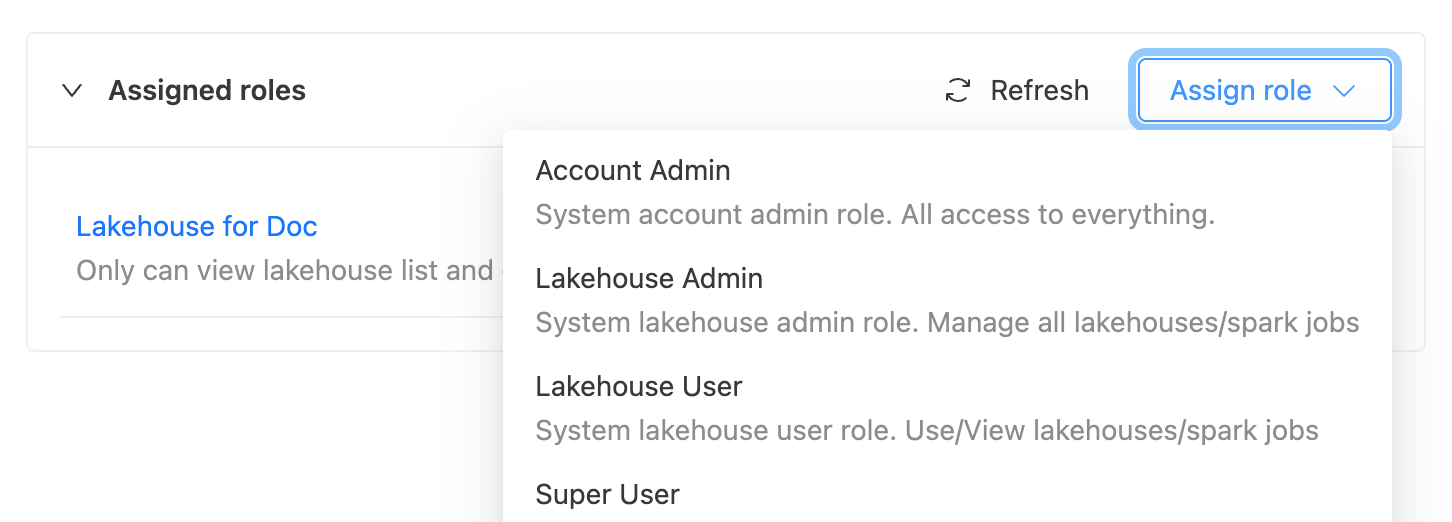 Assigned roles
Refresh
Assign role
Account Admin
System account admin role. All access to everything.
Lakehouse for Doc
Only can view lakehouse list and
Lakehouse Admin
System lakehouse admin role. Manage all lakehouses/spark jobs
Lakehouse User
System lakehouse user role. Use/View lakehouses/spark jobs
Super User